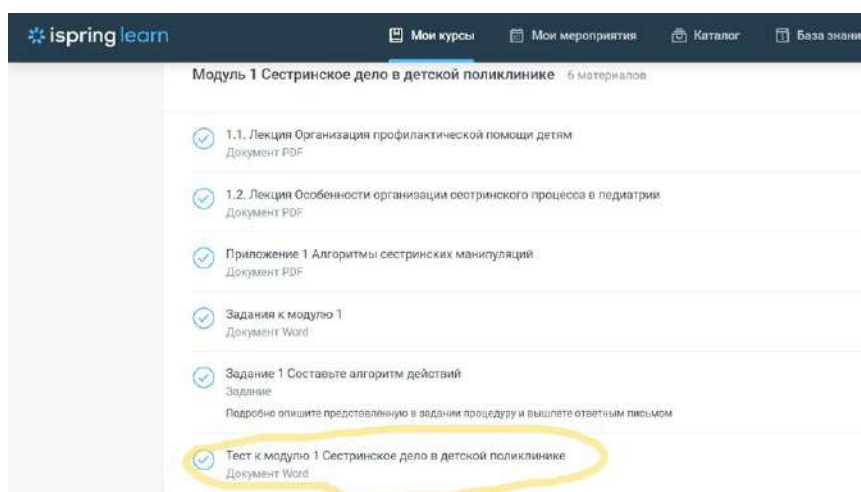 ispring learn
Мои курсы
Мои мероприятия
Каталог
База знани
Модуль 1 Сестринское дело в детской поликлинике 6 материалов
1.1. Лекция Организация профилактической помощи детям
Документ PDF
1.2. Лекция Особенности организации сестринского процесса в педиатрии
Документ PDF
Приложение 1 Алгоритмы сестринских манипуляций
Документ PDF
Задания к модулю 1
Документ Word
Задание 1 Составьте алгоритм действий
Задание
Подробно опишите представленную в задании процедуру и вышлете ответным письмом
Тест к модулю 1 Сестринское дело в детской поликлинике
Документ Word